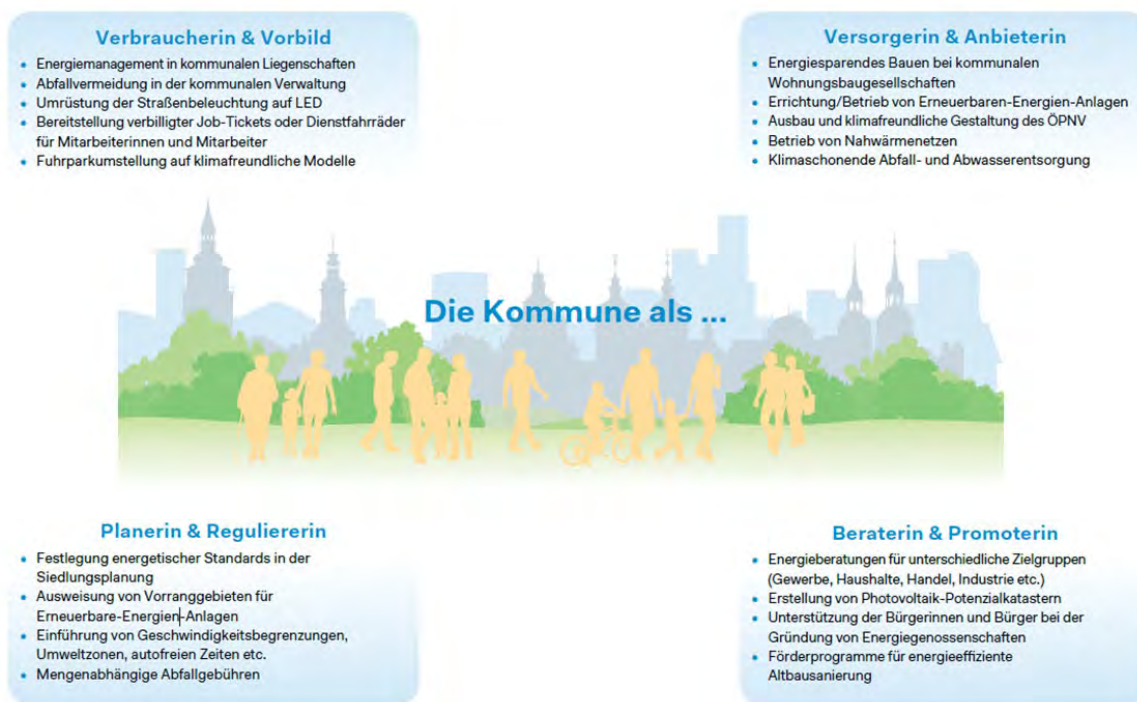 Verbraucherin & Vorbild
• Energiemanagement in kommunalen Liegenschaften
• Abfallvermeidung in der kommunalen Verwaltung
• Umrüstung der Straßenbeleuchtung auf LED
• Bereitstellung verbilligter Job-Tickets oder Dienstfahrräder
für Mitarbeiterinnen und Mitarbeiter
• Fuhrparkumstellung auf klimafreundliche Modelle
Versorgerin & Anbieterin
• Energiesparendes Bauen bei kommunalen
Wohnungsbaugesellschaften
• Errichtung/Betrieb von Erneuerbaren-Energien-Anlagen
• Ausbau und klimafreundliche Gestaltung des ÖPNV
• Betrieb von Nahwärmenetzen
• Klimaschonende Abfall- und Abwasserentsorgung
Die Kommune als ...
Planerin & Reguliererin
• Festlegung energetischer Standards in der
Siedlungsplanung
• Ausweisung von Vorranggebieten für
Erneuerbare-Energien-Anlagen
• Einführung von Geschwindigkeitsbegrenzungen,
Umweltzonen, autofreien Zeiten etc.
• Mengenabhängige Abfallgebühren
Beraterin & Promoterin
• Energieberatungen für unterschiedliche Zielgruppen
(Gewerbe, Haushalte, Handel, Industrie etc.)
• Erstellung von Photovoltaik-Potenzialkatastern
• Unterstützung der Bürgerinnen und Bürger bei der
Gründung von Energiegenossenschaften
• Förderprogramme für energieeffiziente
Altbausanierung